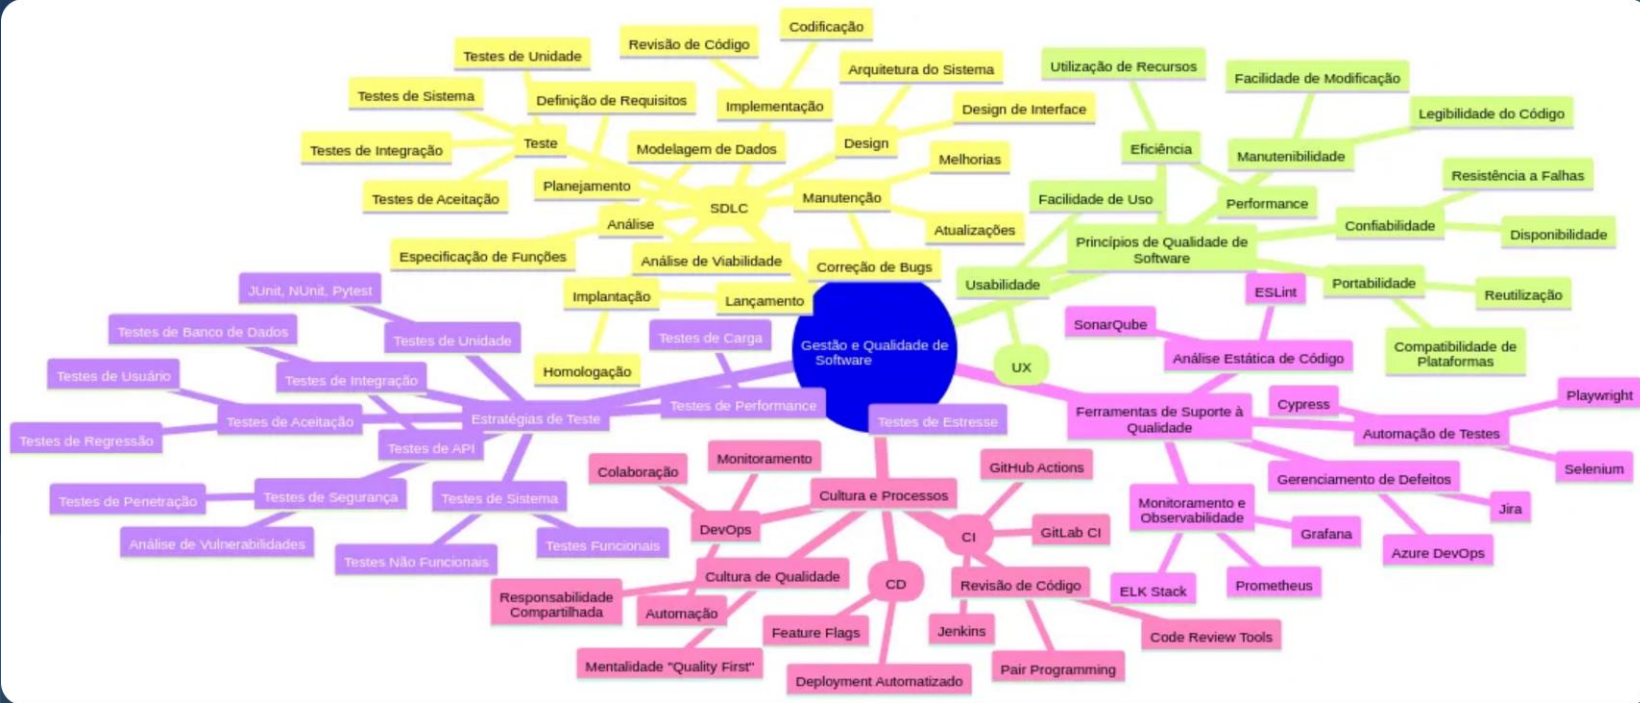 Codificação
Revisão de Código
Testes de Unidade
Arquitetura do Sistema
Utilização de Recursos
Facilidade de Modificação
Testes de Sistema
Definição de Requisitos
Implementação
Design de Interface
Legibilidade do Código
Teste
Design
Testes de Integração
Modelagem de Dados
Eficiência
Manutenibilidade
Melhorias
Resistência a Falhas
Planejamento
Manutenção
Testes de Aceitação
Facilidade de Uso
Performance
SDLC
Análise
Confiabilidade
Atualizações
Disponibilidade
Princípios de Qualidade de
Software
Especificação de Funções
Análise de Viabilidade
Correção de Bugs
Usabilidade
Portabilidade
JUnit, NUnit, Pytest
Implantação
Lançamento
ESLint
Reutilização
Testes de Banco de Dados
Testes de Unidade
Testes de Carga
SonarQube
Gestão e Qualidade de
Software
Compatibilidade de
Plataformas
Análise Estática de Código
UX
Homologação
Testes de Usuário
Testes de Integração
Playwright
Testes de Performance
Cypress
Ferramentas de Suporte à
Qualidade
Testes de Aceitação
Estratégias de Teste
Testes de Estresse
Automação de Testes
Testes de Regressão
Testes de API
Colaboração
Monitoramento
GitHub Actions
Selenium
Gerenciamento de Defeitos
Testes de Penetração
Testes de Segurança
Testes de Sistema
Cultura e Processos
Monitoramento e
Observabilidade
Jira
DevOps
CI
GitLab CI
Grafana
Análise de Vulnerabilidades
Testes Não Funcionais
Testes Funcionais
Azure DevOps
Cultura de Qualidade
CD
Revisão de Código
ELK Stack
Prometheus
Responsabilidade
Compartilhada
Automação
Feature Flags
Jenkins
Code Review Tools
Mentalidade "Quality First"
Deployment Automatizado
Pair Programming